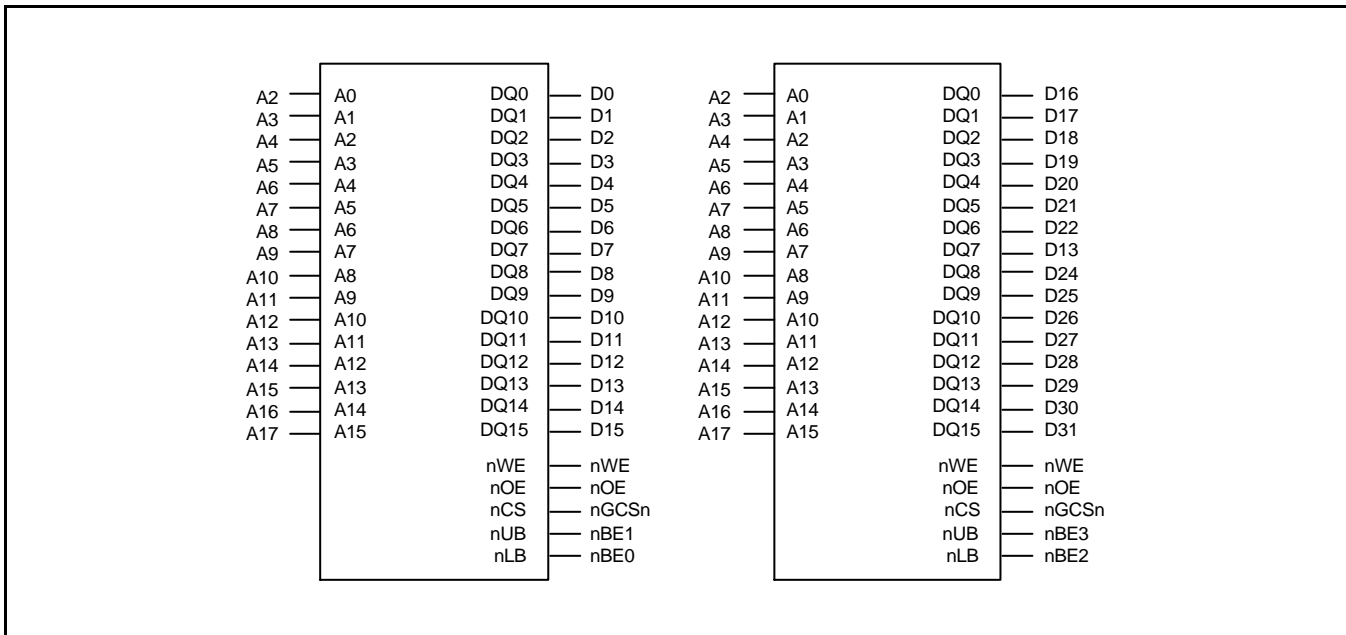 A2 A0 DQ0 D0 A2 A0 DQ0 D16
A3 A1 DQ1 D1 A3 A1 DQ1 D17
A4 A2 DQ2 D2 A4 A2 DQ2 D18
A5 A3 DQ3 D3 A5 A3 DQ3 D19
A6 A4 DQ4 D4 A6 A4 DQ4 D20
A7 A5 DQ5 D5 A7 A5 DQ5 D21
A8 A6 DQ6 D6 A8 A6 DQ6 D22
A9 A7 DQ7 D7 A9 A7 DQ7 D13
A10 A8 DQ8 D8 A10 A8 DQ8 D24
A11 A9 DQ9 D9 A11 A9 DQ9 D25
A12 A10 DQ10 D10 A12 A10 DQ10 D26
A13 A11 DQ11 D11 A13 A11 DQ11 D27
A14 A12 DQ12 D12 A14 A12 DQ12 D28
A15 A13 DQ13 D13 A15 A13 DQ13 D29
A16 A14 DQ14 D14 A16 A14 DQ14 D30
A17 A15 DQ15 D15 A17 A15 DQ15 D31
nWE nWE nWE nWE
nOE nOE nOE nOE
nCS nGCSn nCS nGCSn
nUB nBE1 nUB nBE3
nLB nBE0 nLB nBE2